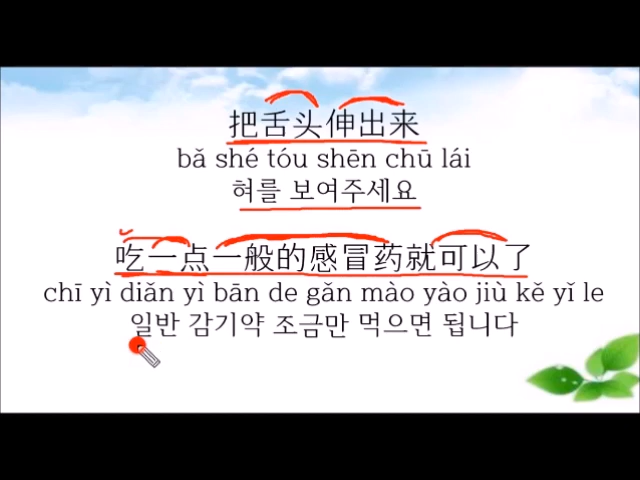 把舌头伸出来
bǎ shé tóu shēn chū lái
혀를 보여주세요
吃一点一般的感冒药就可以了
chī yì diǎn yì bān de gǎn mào yào jiù kě yǐ le
일반 감기약 조금만 먹으면 됩니다